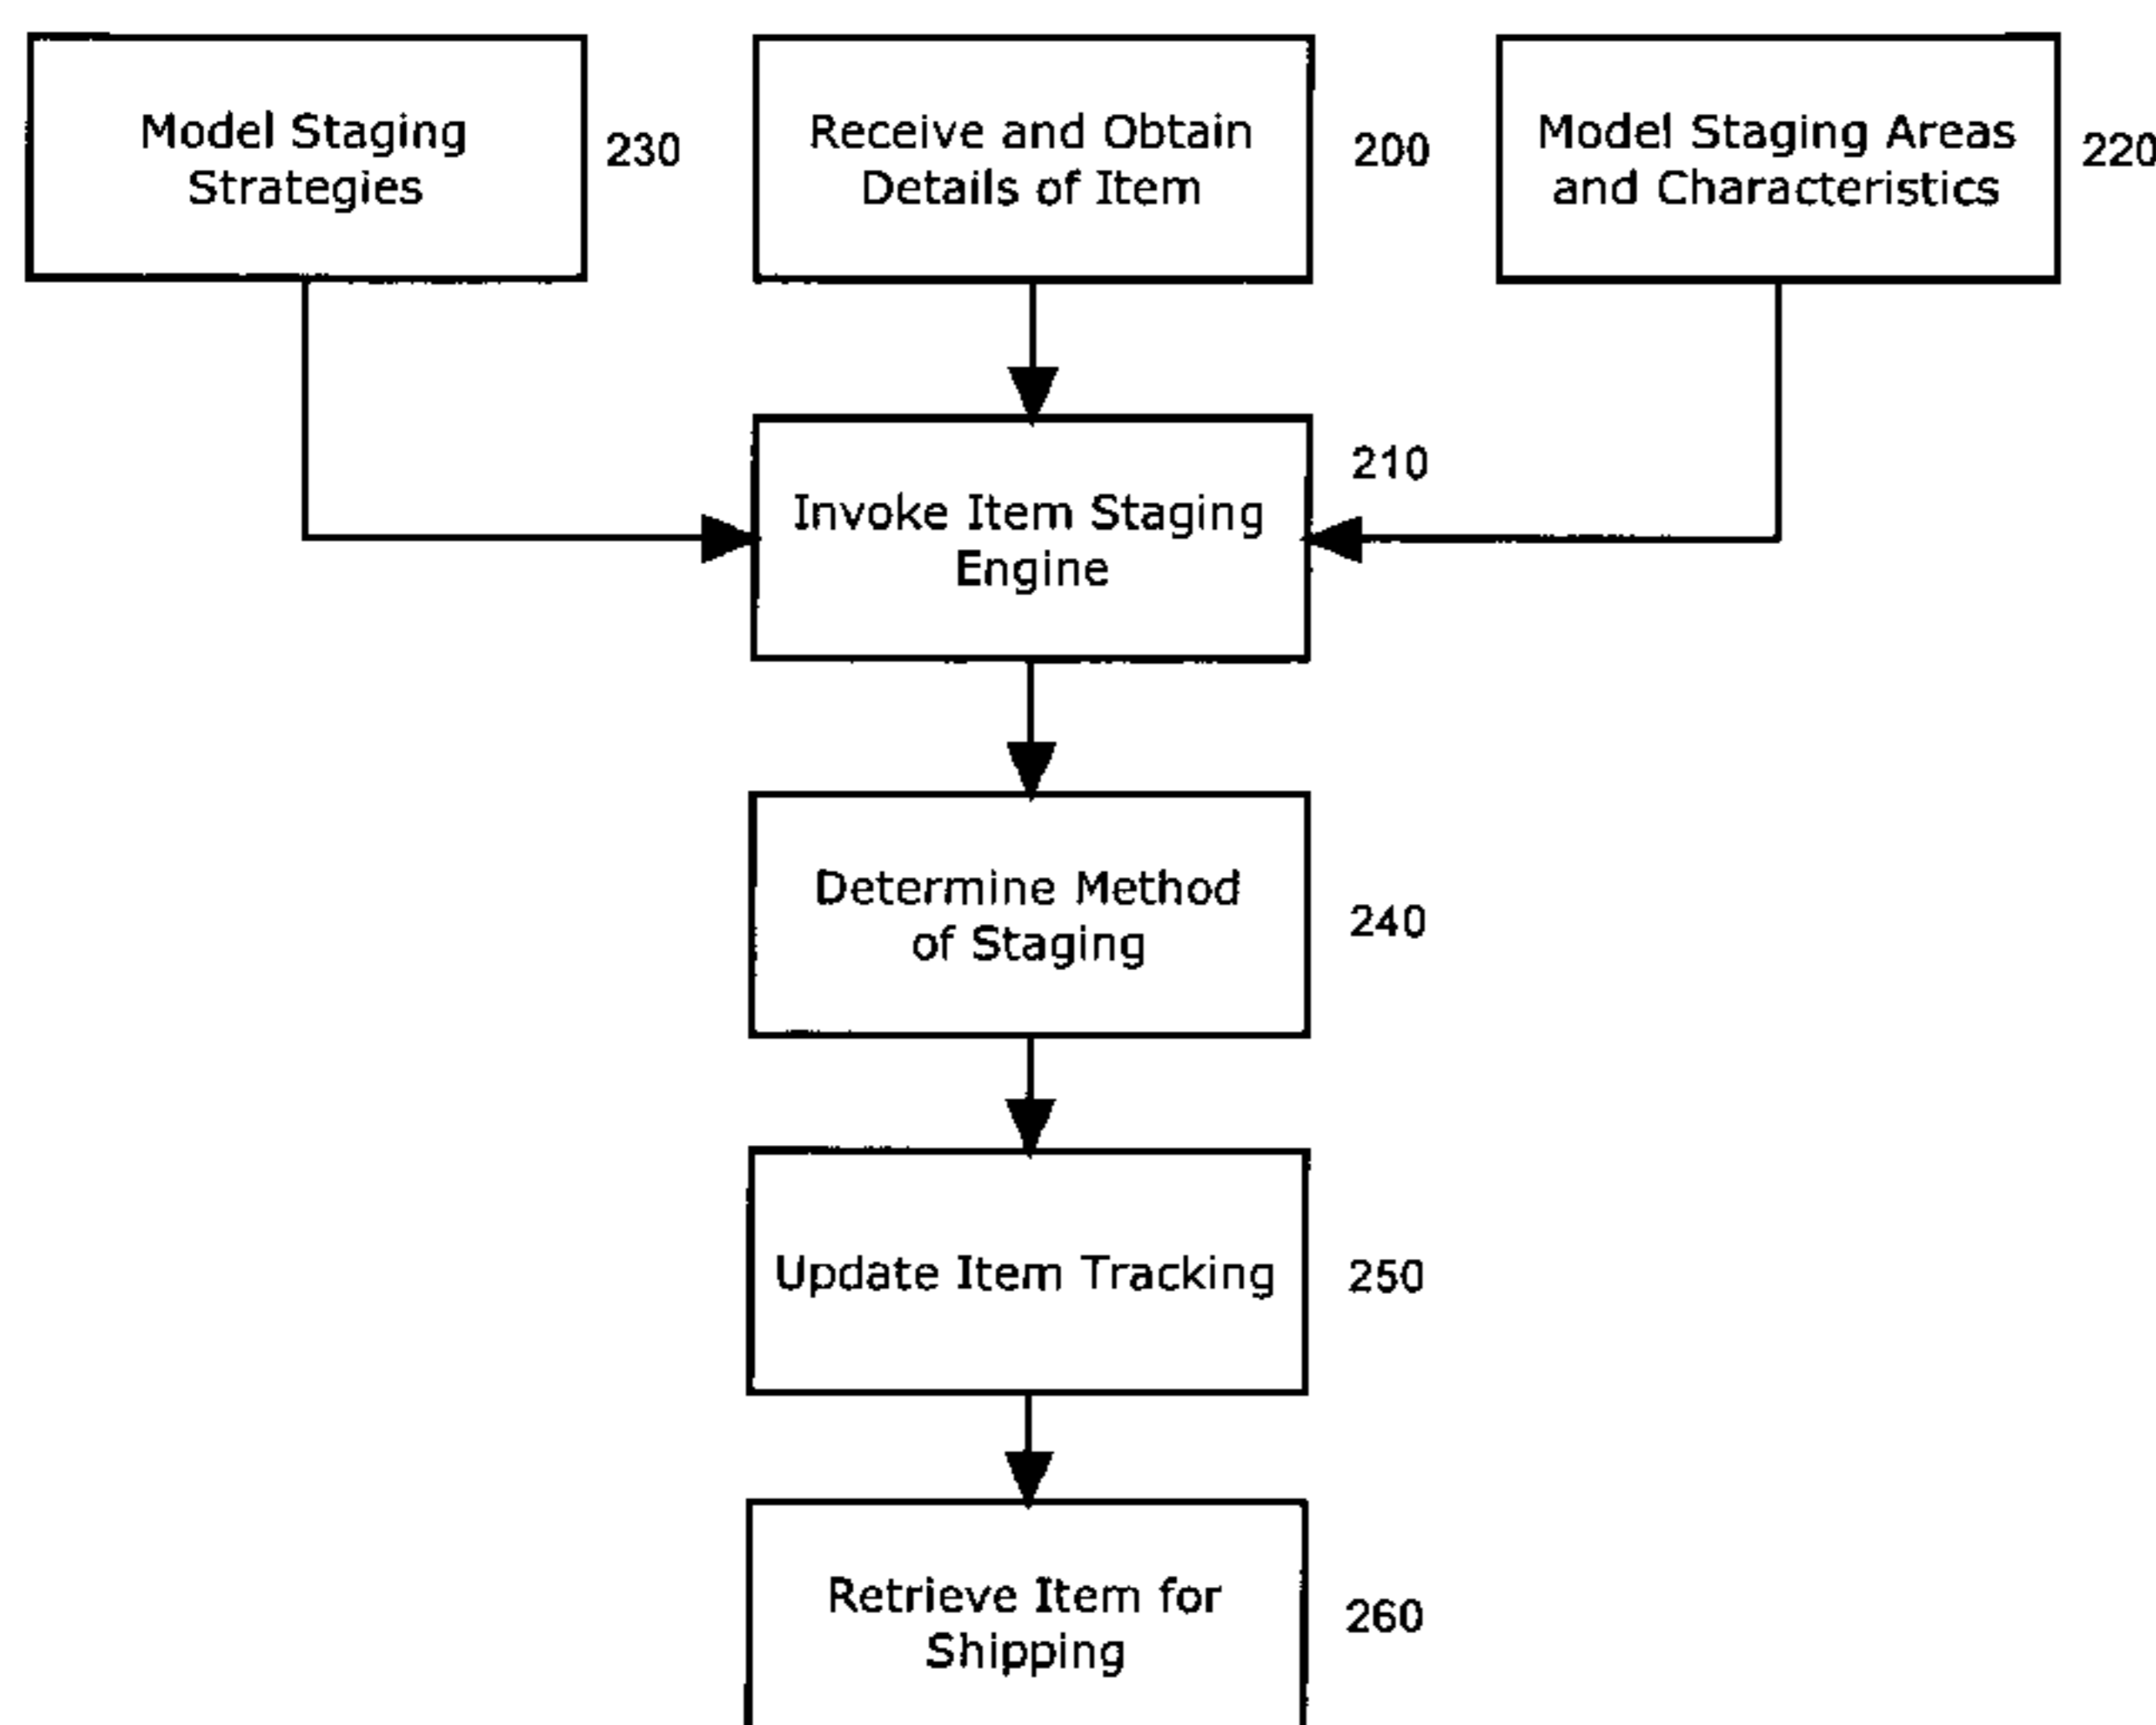 Model Staging
Strategies
230
Receive and Obtain
Details of Item
200
Model Staging Areas
and Characteristics
220
Invoke Item Staging
Engine
210
Determine Method
of Staging
240
Update Item Tracking
250
Retrieve Item for
Shipping
260